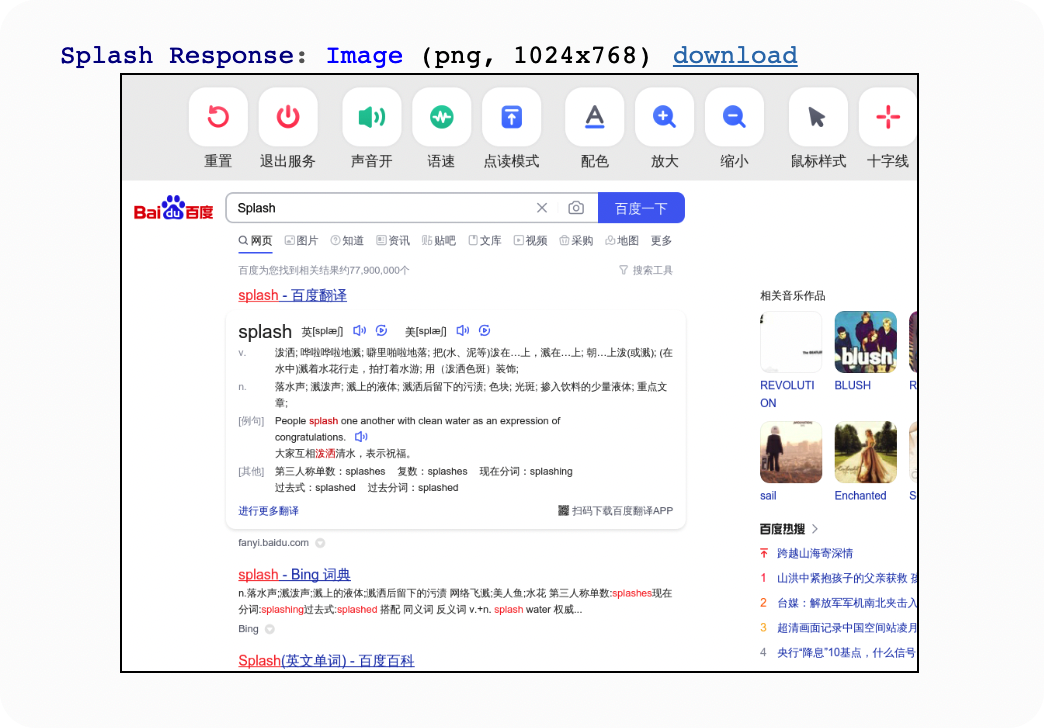 Splash Response: Image (png, 1024x768) download
重置 退出服务 声音开 语速 点读模式 配色 放大 缩小 鼠标样式 十字线
Bai du 百度 Splash 百度一下
网页 图片 知道 资讯 贴吧 文库 视频 采购 地图 更多
百度为您找到相关结果约77,900,000个 搜索工具
splash - 百度翻译
splash 英[splæʃ] 美[splæʃ]
v. 泼洒; 哗啦哗啦地溅; 噼里啪啦地落; 把(水、泥等)泼在…上，溅在…上; 朝…上泼(或溅); (在
水中)溅着水花行走，拍打着水游; 用（泼洒色斑）装饰;
n. 落水声; 溅泼声; 溅上的液体; 溅洒后留下的污渍; 色块; 光斑; 掺入饮料的少量液体; 重点文
章;
[例句] People splash one another with clean water as an expression of
congratulations.
大家互相泼洒清水，表示祝福。
[其他] 第三人称单数：splashes 复数：splashes 现在分词：splashing
过去式：splashed 过去分词：splashed
进行更多翻译 扫码下载百度翻译APP
fanyi.baidu.com
splash - Bing 词典
n.落水声;溅泼声;溅上的液体;溅洒后留下的污渍 网络飞溅;美人鱼;水花 第三人称单数:splashes现在
分词:splashing过去式:splashed 搭配 同义词 反义词 v.+n. splash water 权威...
Bing
Splash(英文单词) - 百度百科
相关音乐作品
blush
REVOLUTI
ON
BLUSH
R
sail
Enchanted
S
百度热搜
跨越山海寄深情
1 山洪中紧抱孩子的父亲获救 孩
2 台媒：解放军军机南北夹击入
3 超清画面记录中国空间站凌月
4 央行“降息”10基点，什么信号